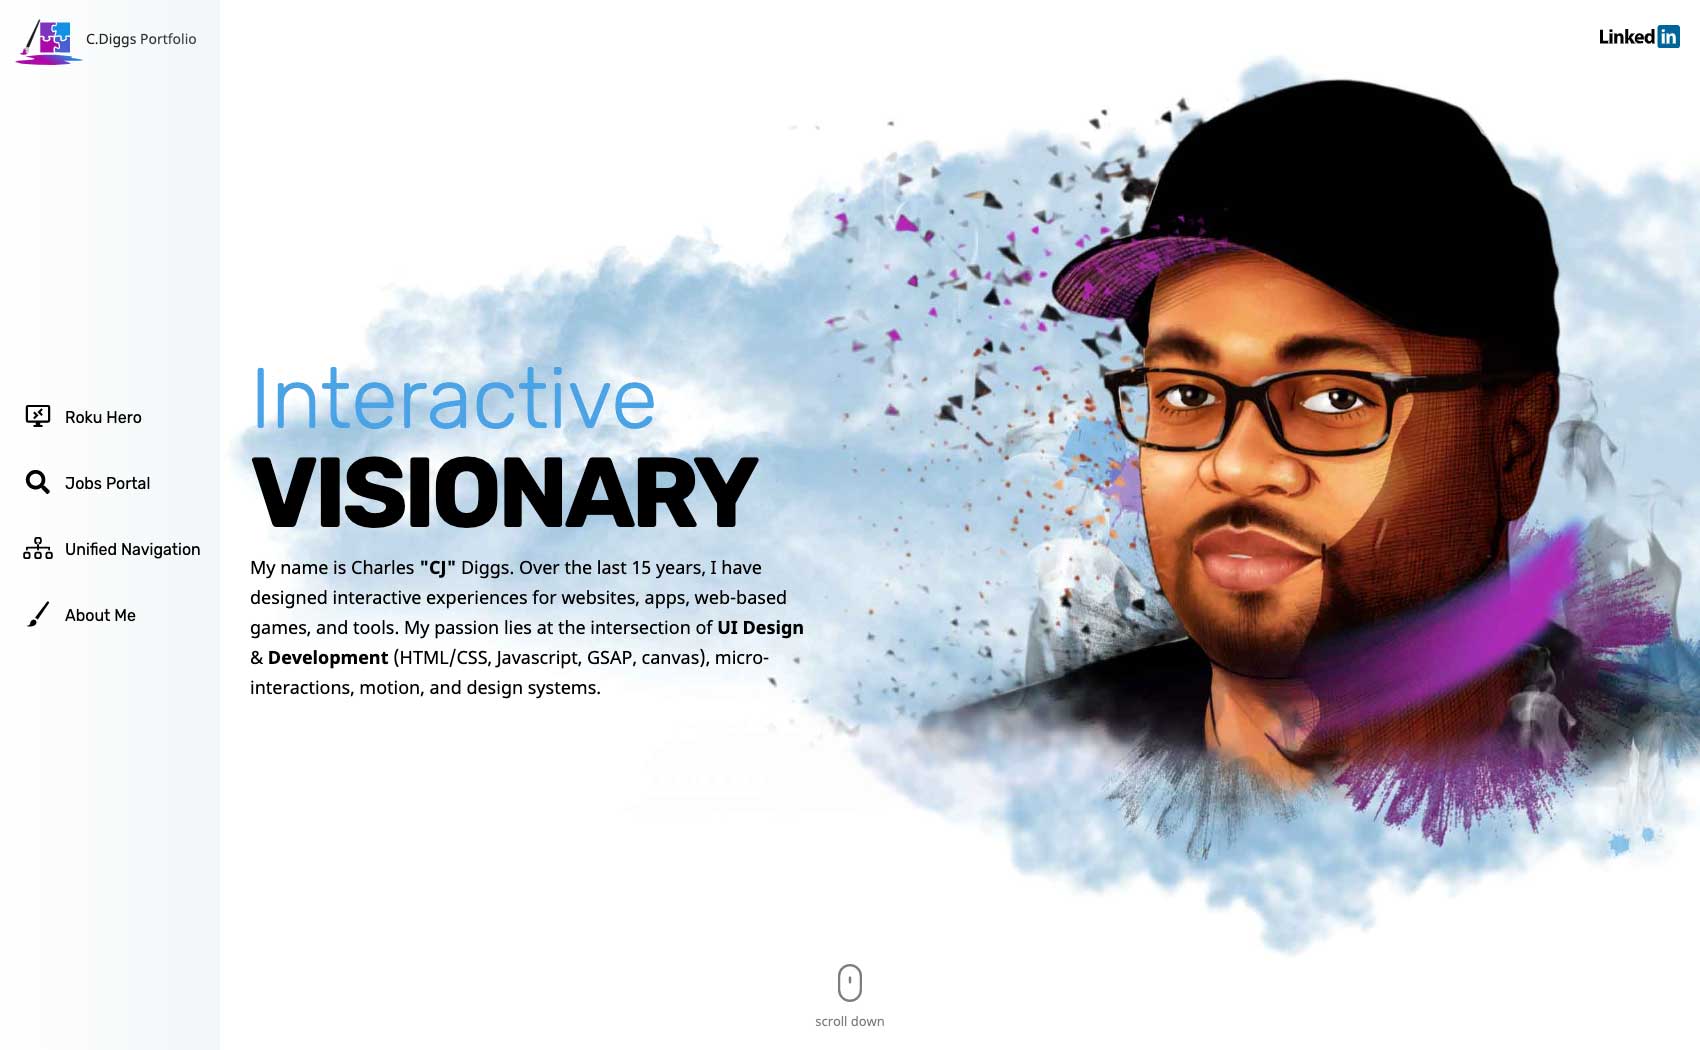 C.Diggs Portfolio
Linked in
Roku Hero
Jobs Portal
Unified Navigation
About Me
Interactive
VISIONARY
My name is Charles "CJ" Diggs. Over the last 15 years, I have
designed interactive experiences for websites, apps, web-based
games, and tools. My passion lies at the intersection of UI Design
& Development (HTML/CSS, Javascript, GSAP, canvas), micro-
interactions, motion, and design systems.
scroll down